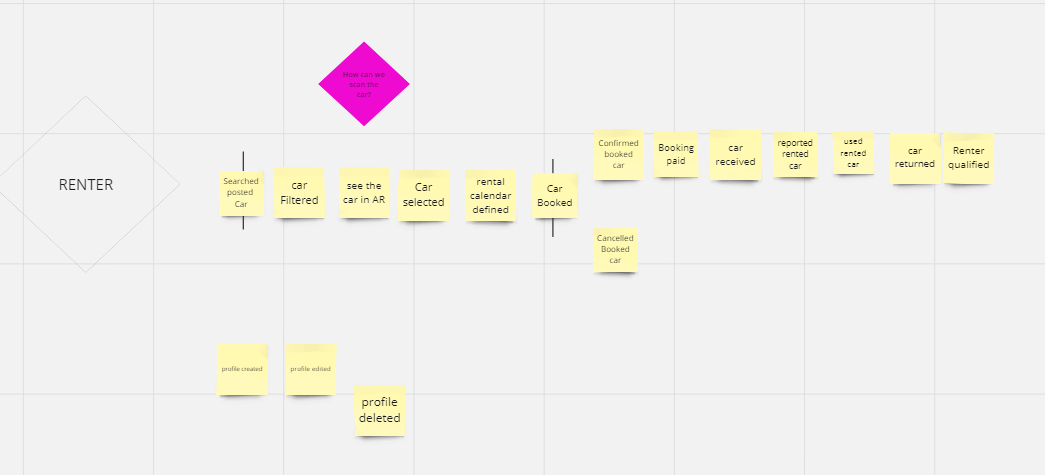 How can we
scan the
car?
RENTER
Searched
posted
Car
car
Filtered
see the
car in AR
Car
selected
rental
calendar
defined
Car
Booked
Confirmed
booked
car
Booking
paid
car
received
reported
rented
car
used
rented
car
car
returned
Renter
qualified
Cancelled
Booked
car
profile created
profile edited
profile
deleted